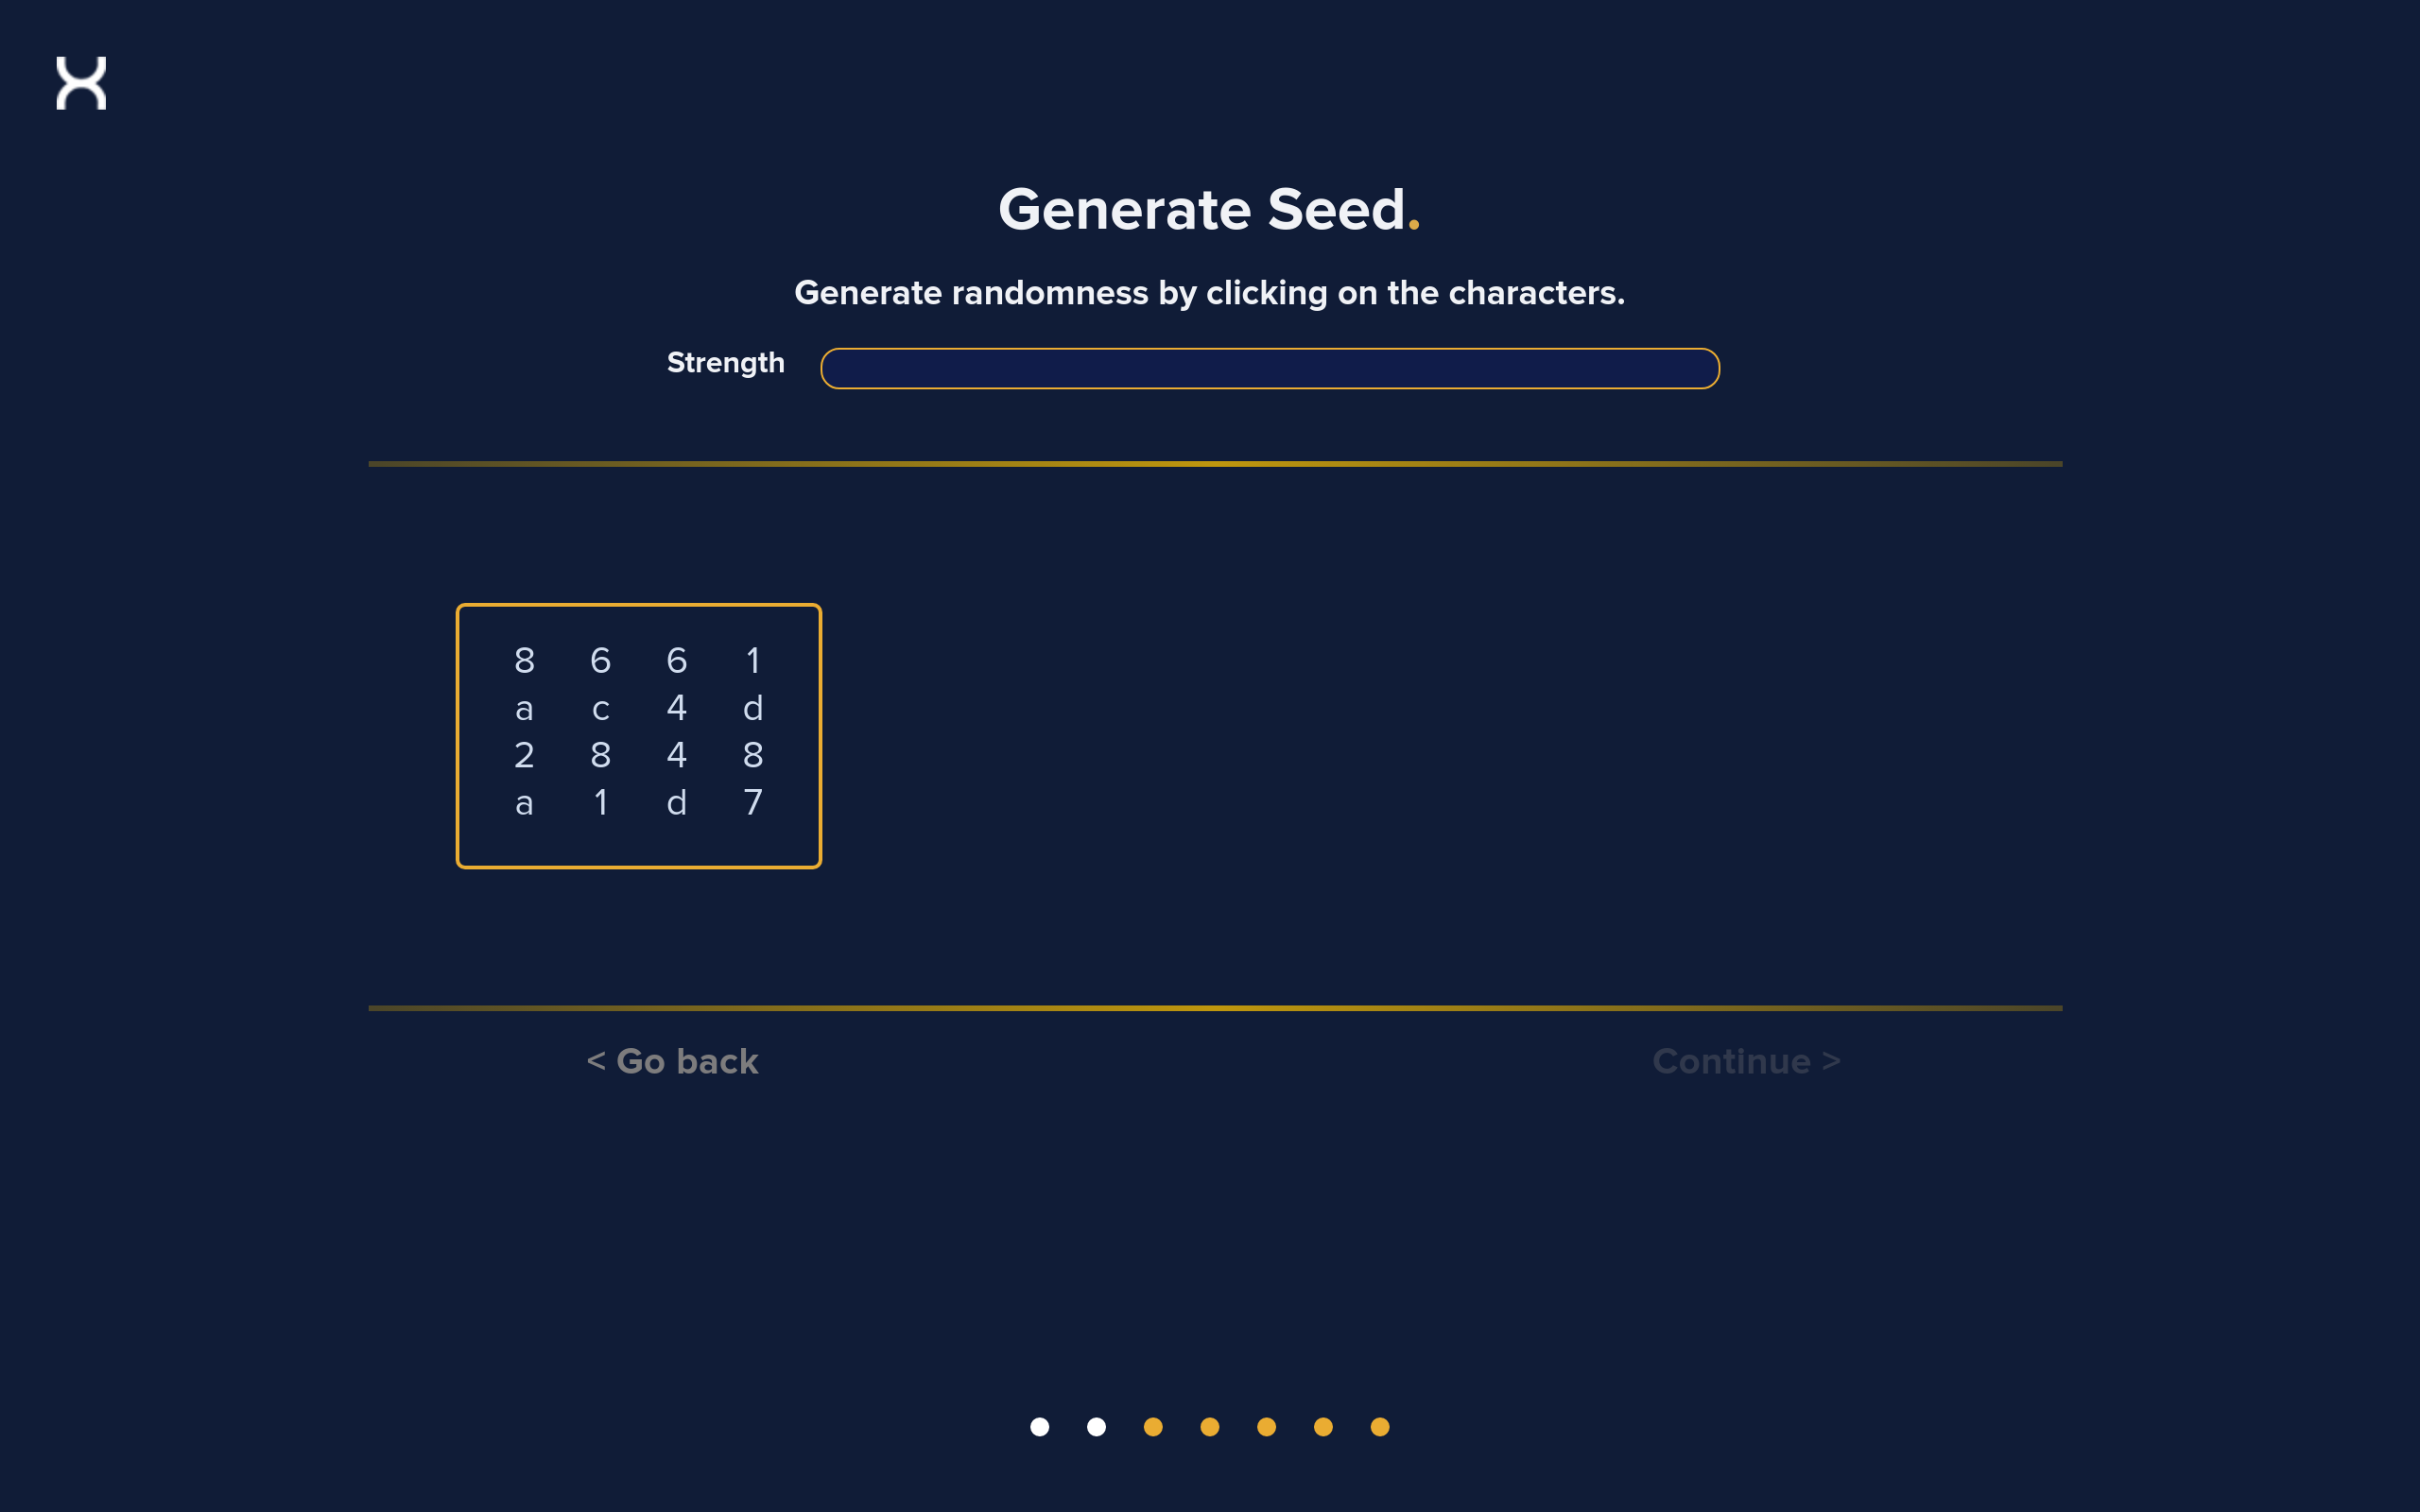 Generate Seed.
Generate randomness by clicking on the characters.
Strength
8 6 6 1
a c 4 d
2 8 4 8
a 1 d 7
< Go back
Continue >